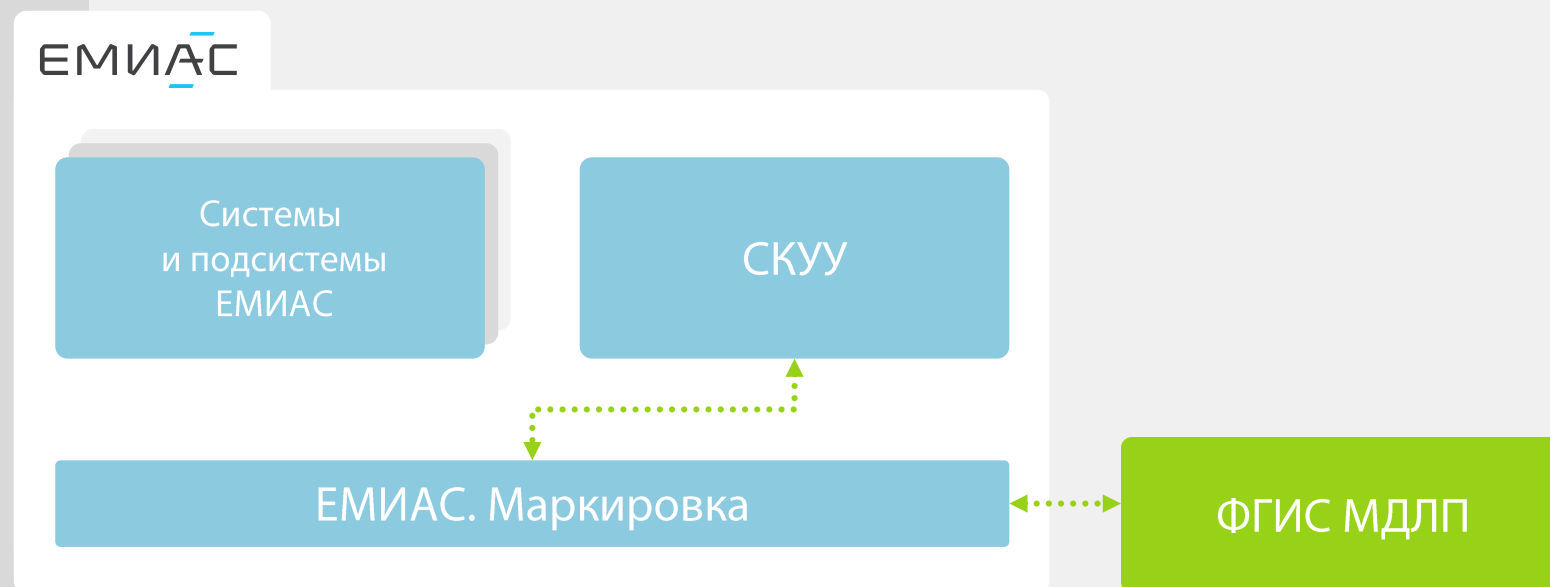 ЕМИАС
Системы
и подсистемы
ЕМИАС
СКУУ
ЕМИАС. Маркировка
ФГИС МДЛП